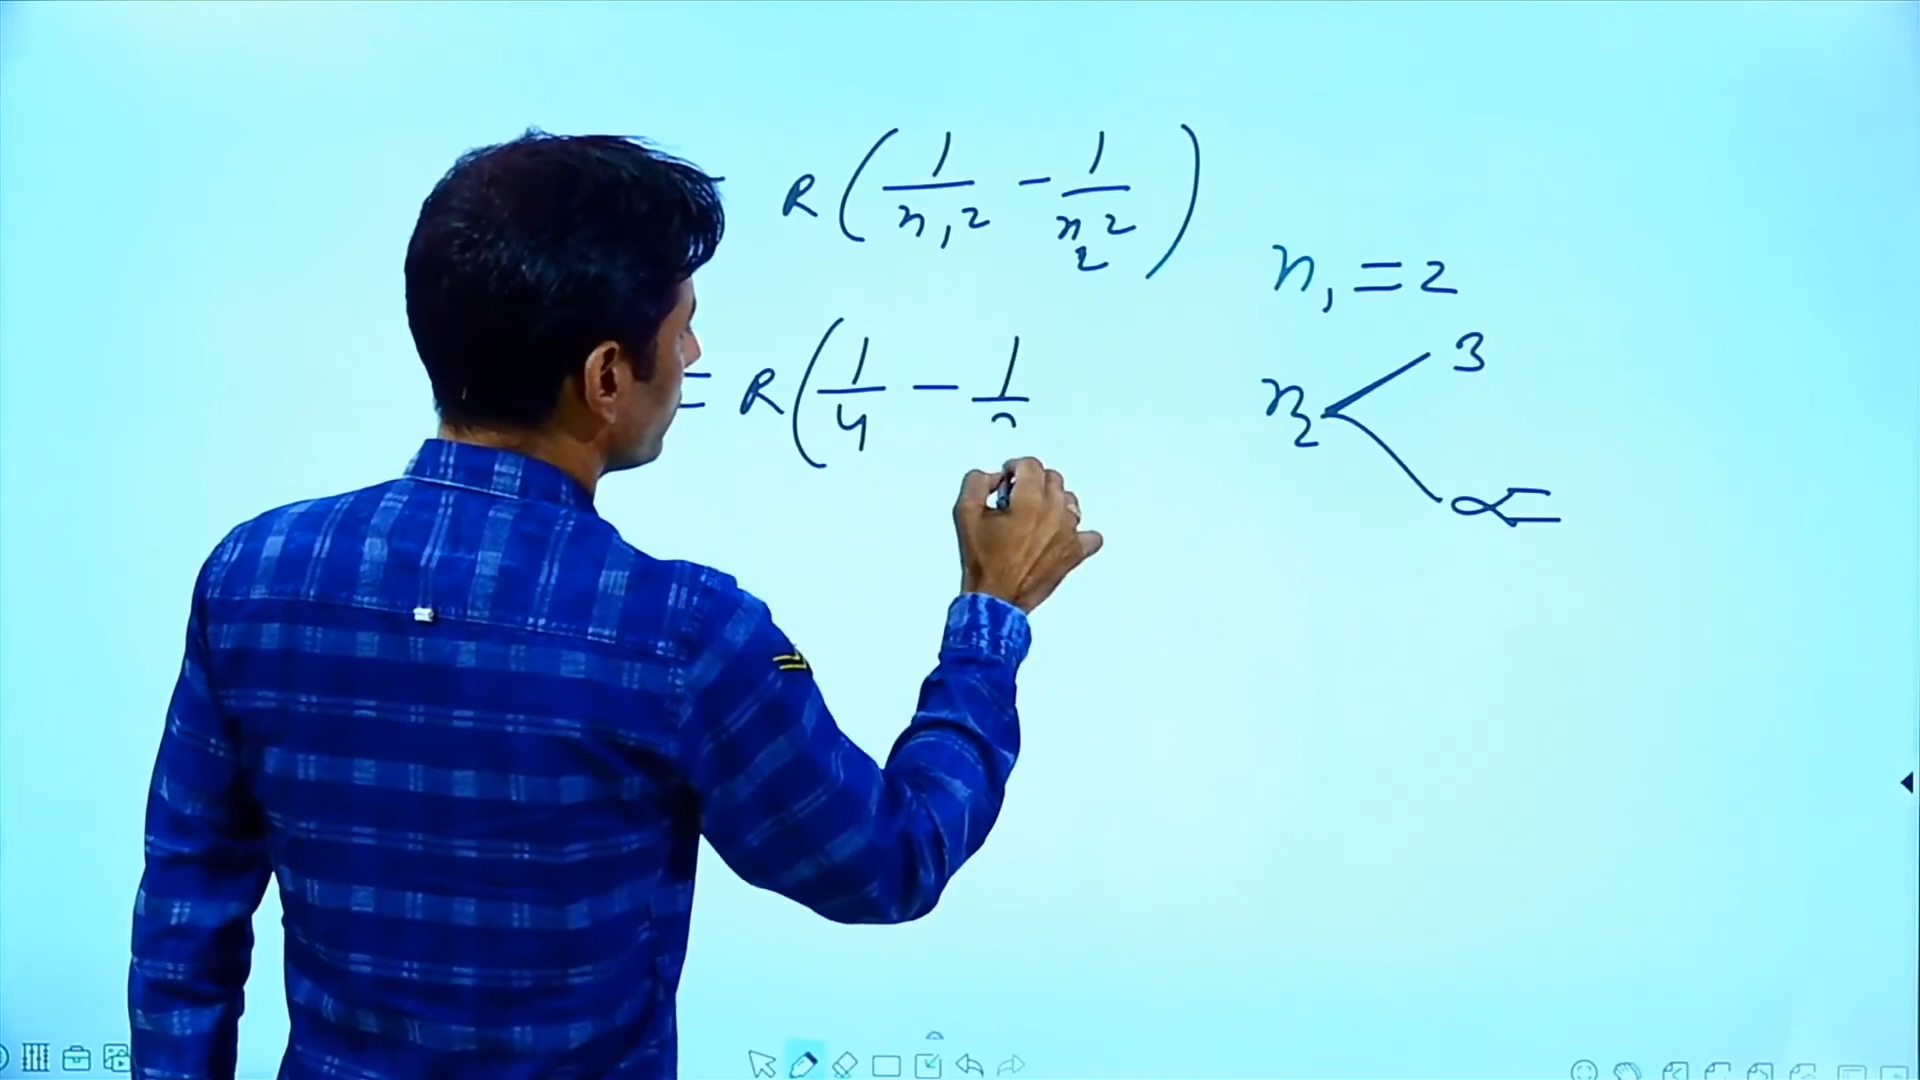 = R(1/n₁² - 1/n₂²)
n₁ = 2
= R(1/4 - 1/
n₂ < 3
∝